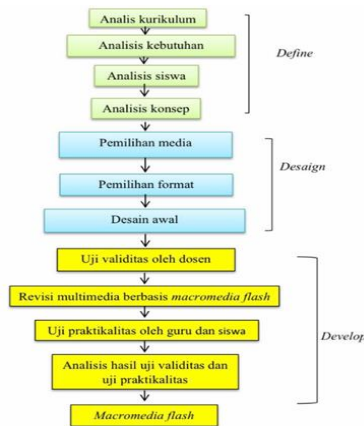 Analis kurikulum
Analisis kebutuhan
Define
Analisis siswa
Analisis konsep
Pemilihan media
Desaign
Pemilihan format
Desain awal
Uji validitas oleh dosen
Revisi multimedia berbasis macromedia flash
Uji praktikalitas oleh guru dan siswa
Develop
Analisis hasil uji validitas dan
uji praktikalitas
Macromedia flash